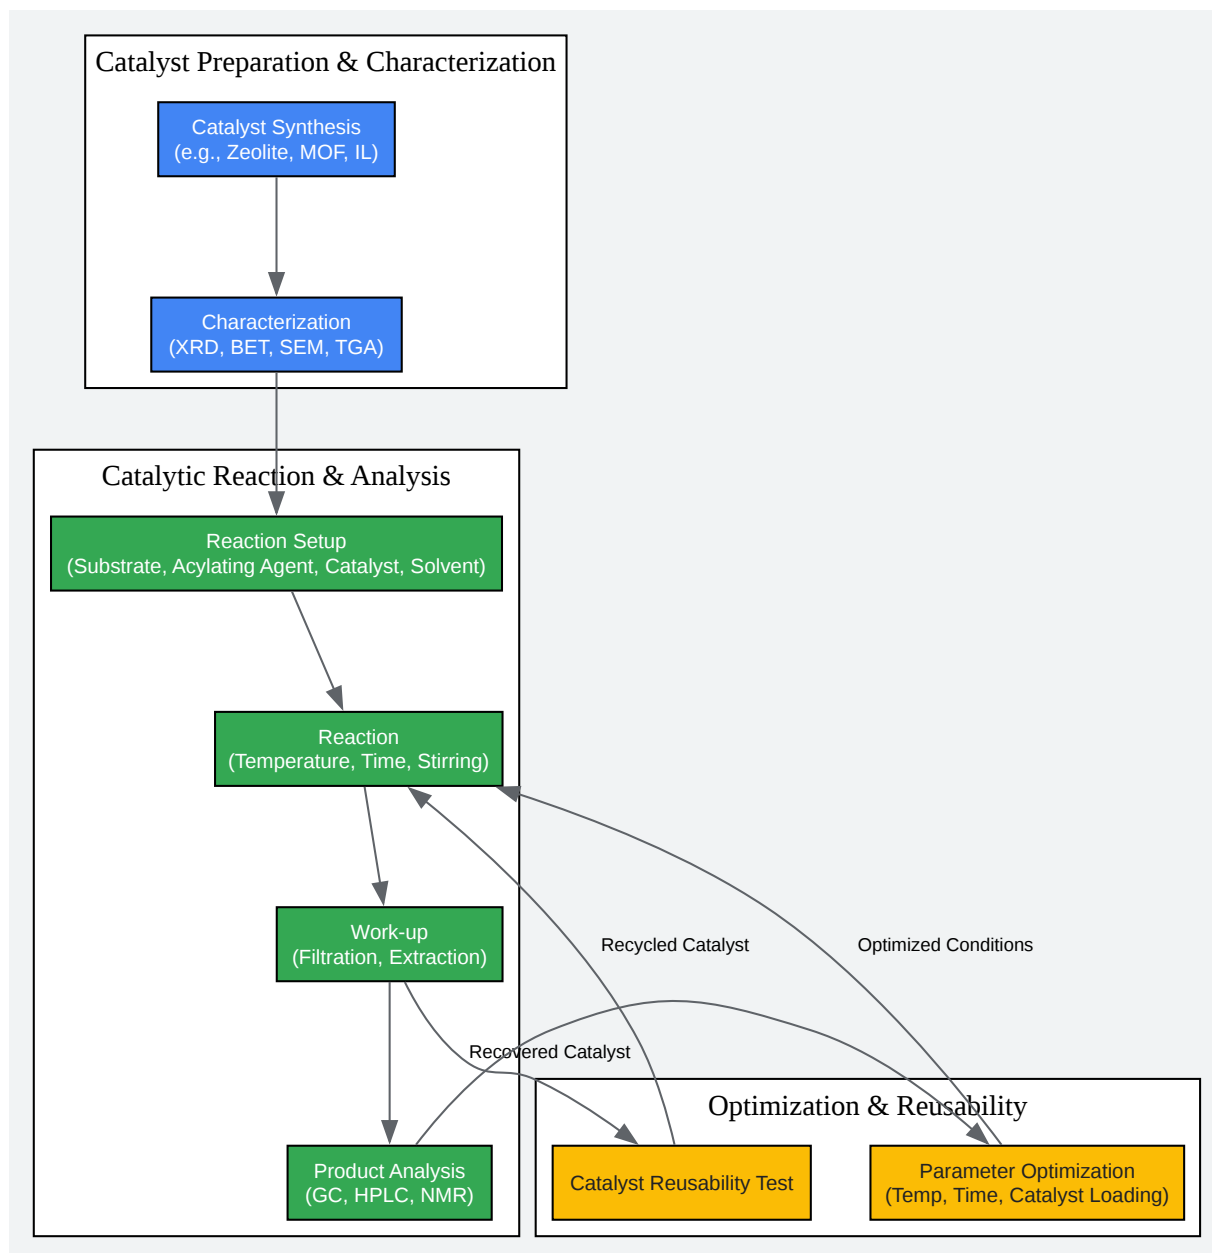 Catalyst Preparation & Characterization
Catalyst Synthesis
(e.g., Zeolite, MOF, IL)
Characterization
(XRD, BET, SEM, TGA)
Catalytic Reaction & Analysis
Reaction Setup
(Substrate, Acylating Agent, Catalyst, Solvent)
Reaction
(Temperature, Time, Stirring)
Work-up
(Filtration, Extraction)
Recycled Catalyst
Optimized Conditions
Recovered Catalyst
Optimization & Reusability
Product Analysis
(GC, HPLC, NMR)
Catalyst Reusability Test
Parameter Optimization
(Temp, Time, Catalyst Loading)